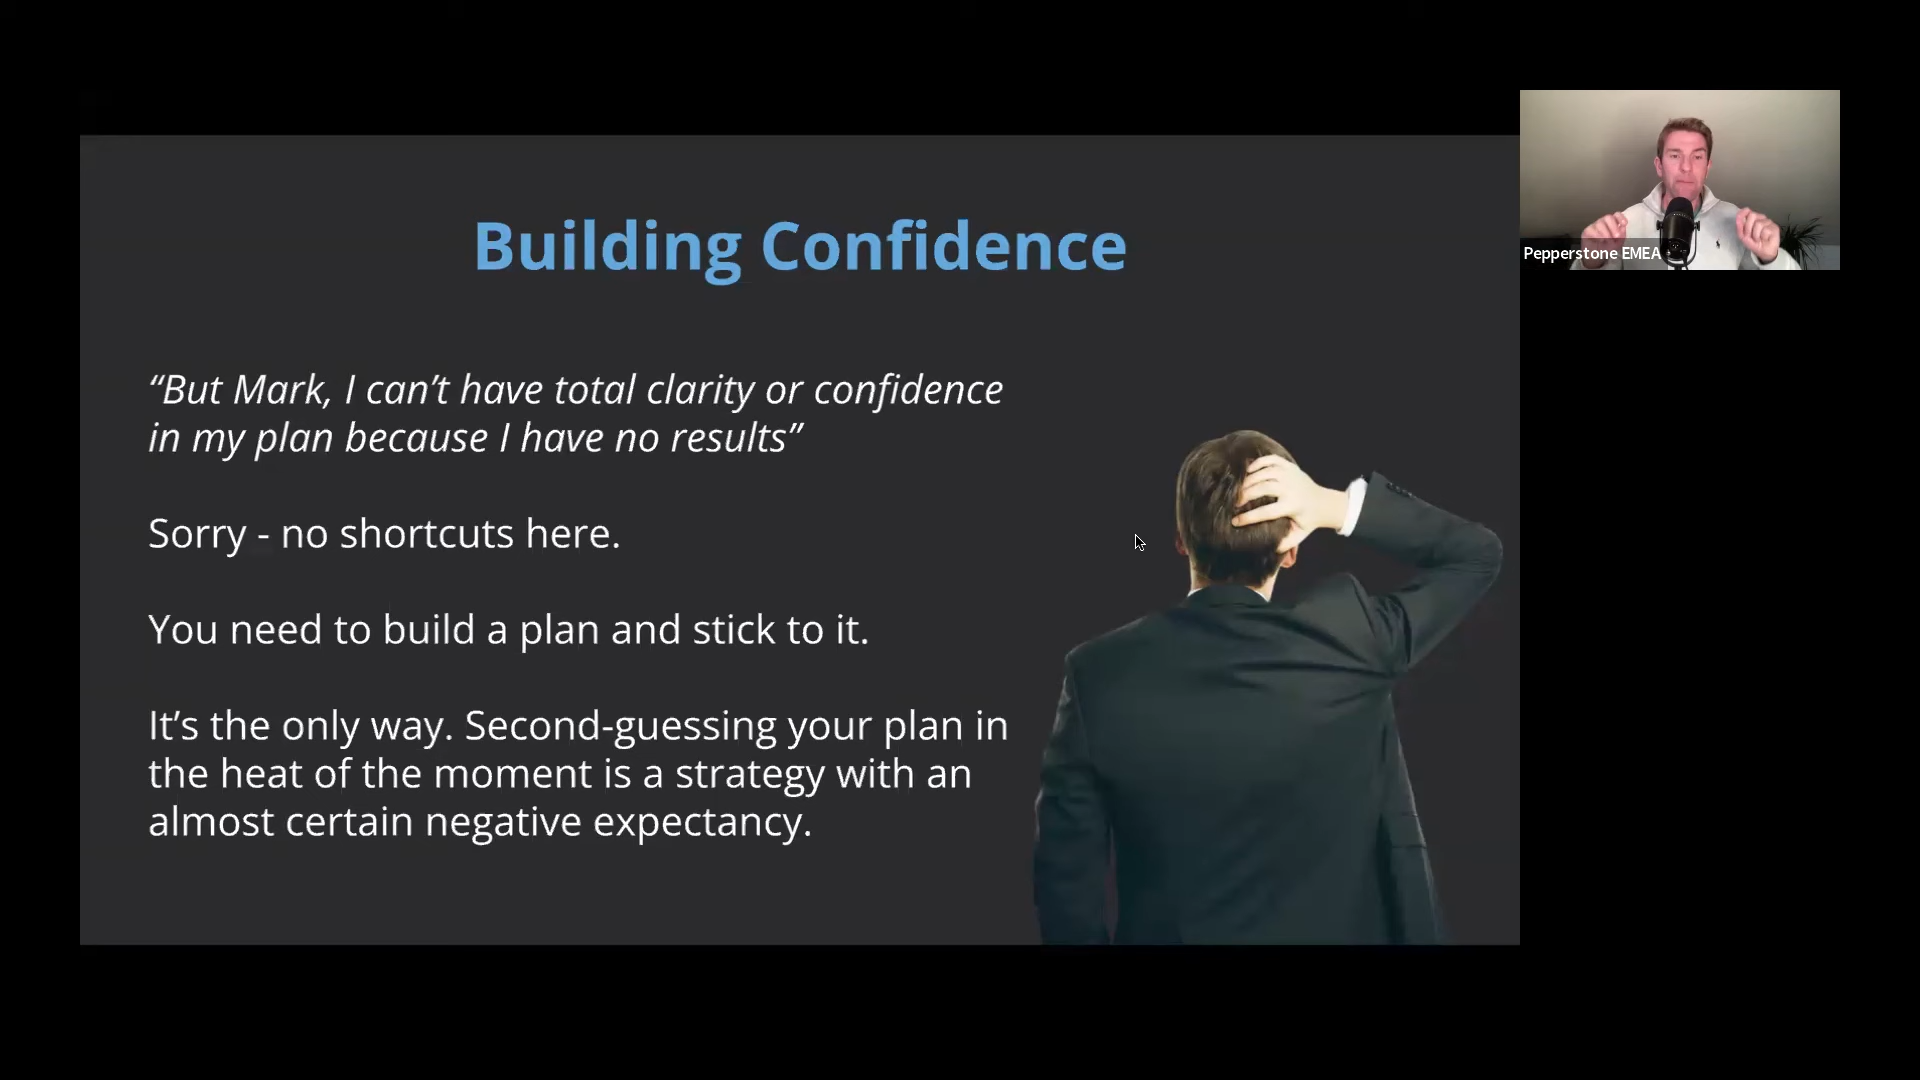 Building Confidence
“But Mark, I can’t have total clarity or confidence
in my plan because I have no results”
Sorry - no shortcuts here.
You need to build a plan and stick to it.
It’s the only way. Second-guessing your plan in
the heat of the moment is a strategy with an
almost certain negative expectancy.
Pepperstone EMEA